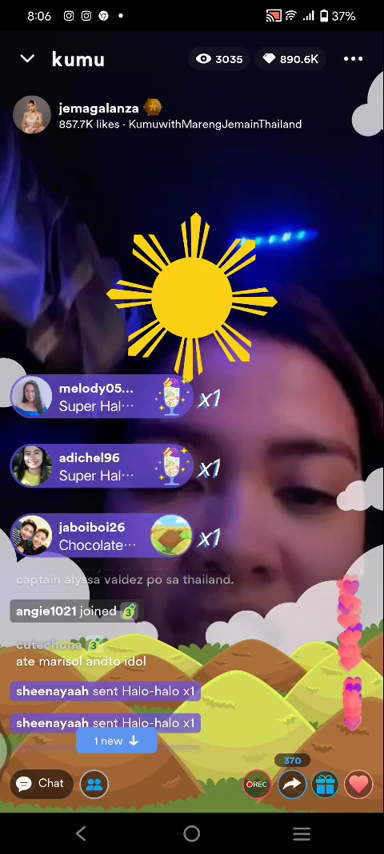 8:06
37%
kumu
3035
890.6K
jemagalanza
857.7K likes · KumuwithMarengJemainThailand
melody05...
Super Hal···
x1
adichel96
Super Hal···
x1
jaboiboi26
Chocolate···
x1
captain alyssa valdez po sa thailand.
angie1021 joined 3
cutechona 3
ate marisol andto idol
sheenayaah sent Halo-halo x1
sheenayaah sent Halo-halo x1
1 new ↓
370
Chat
REC